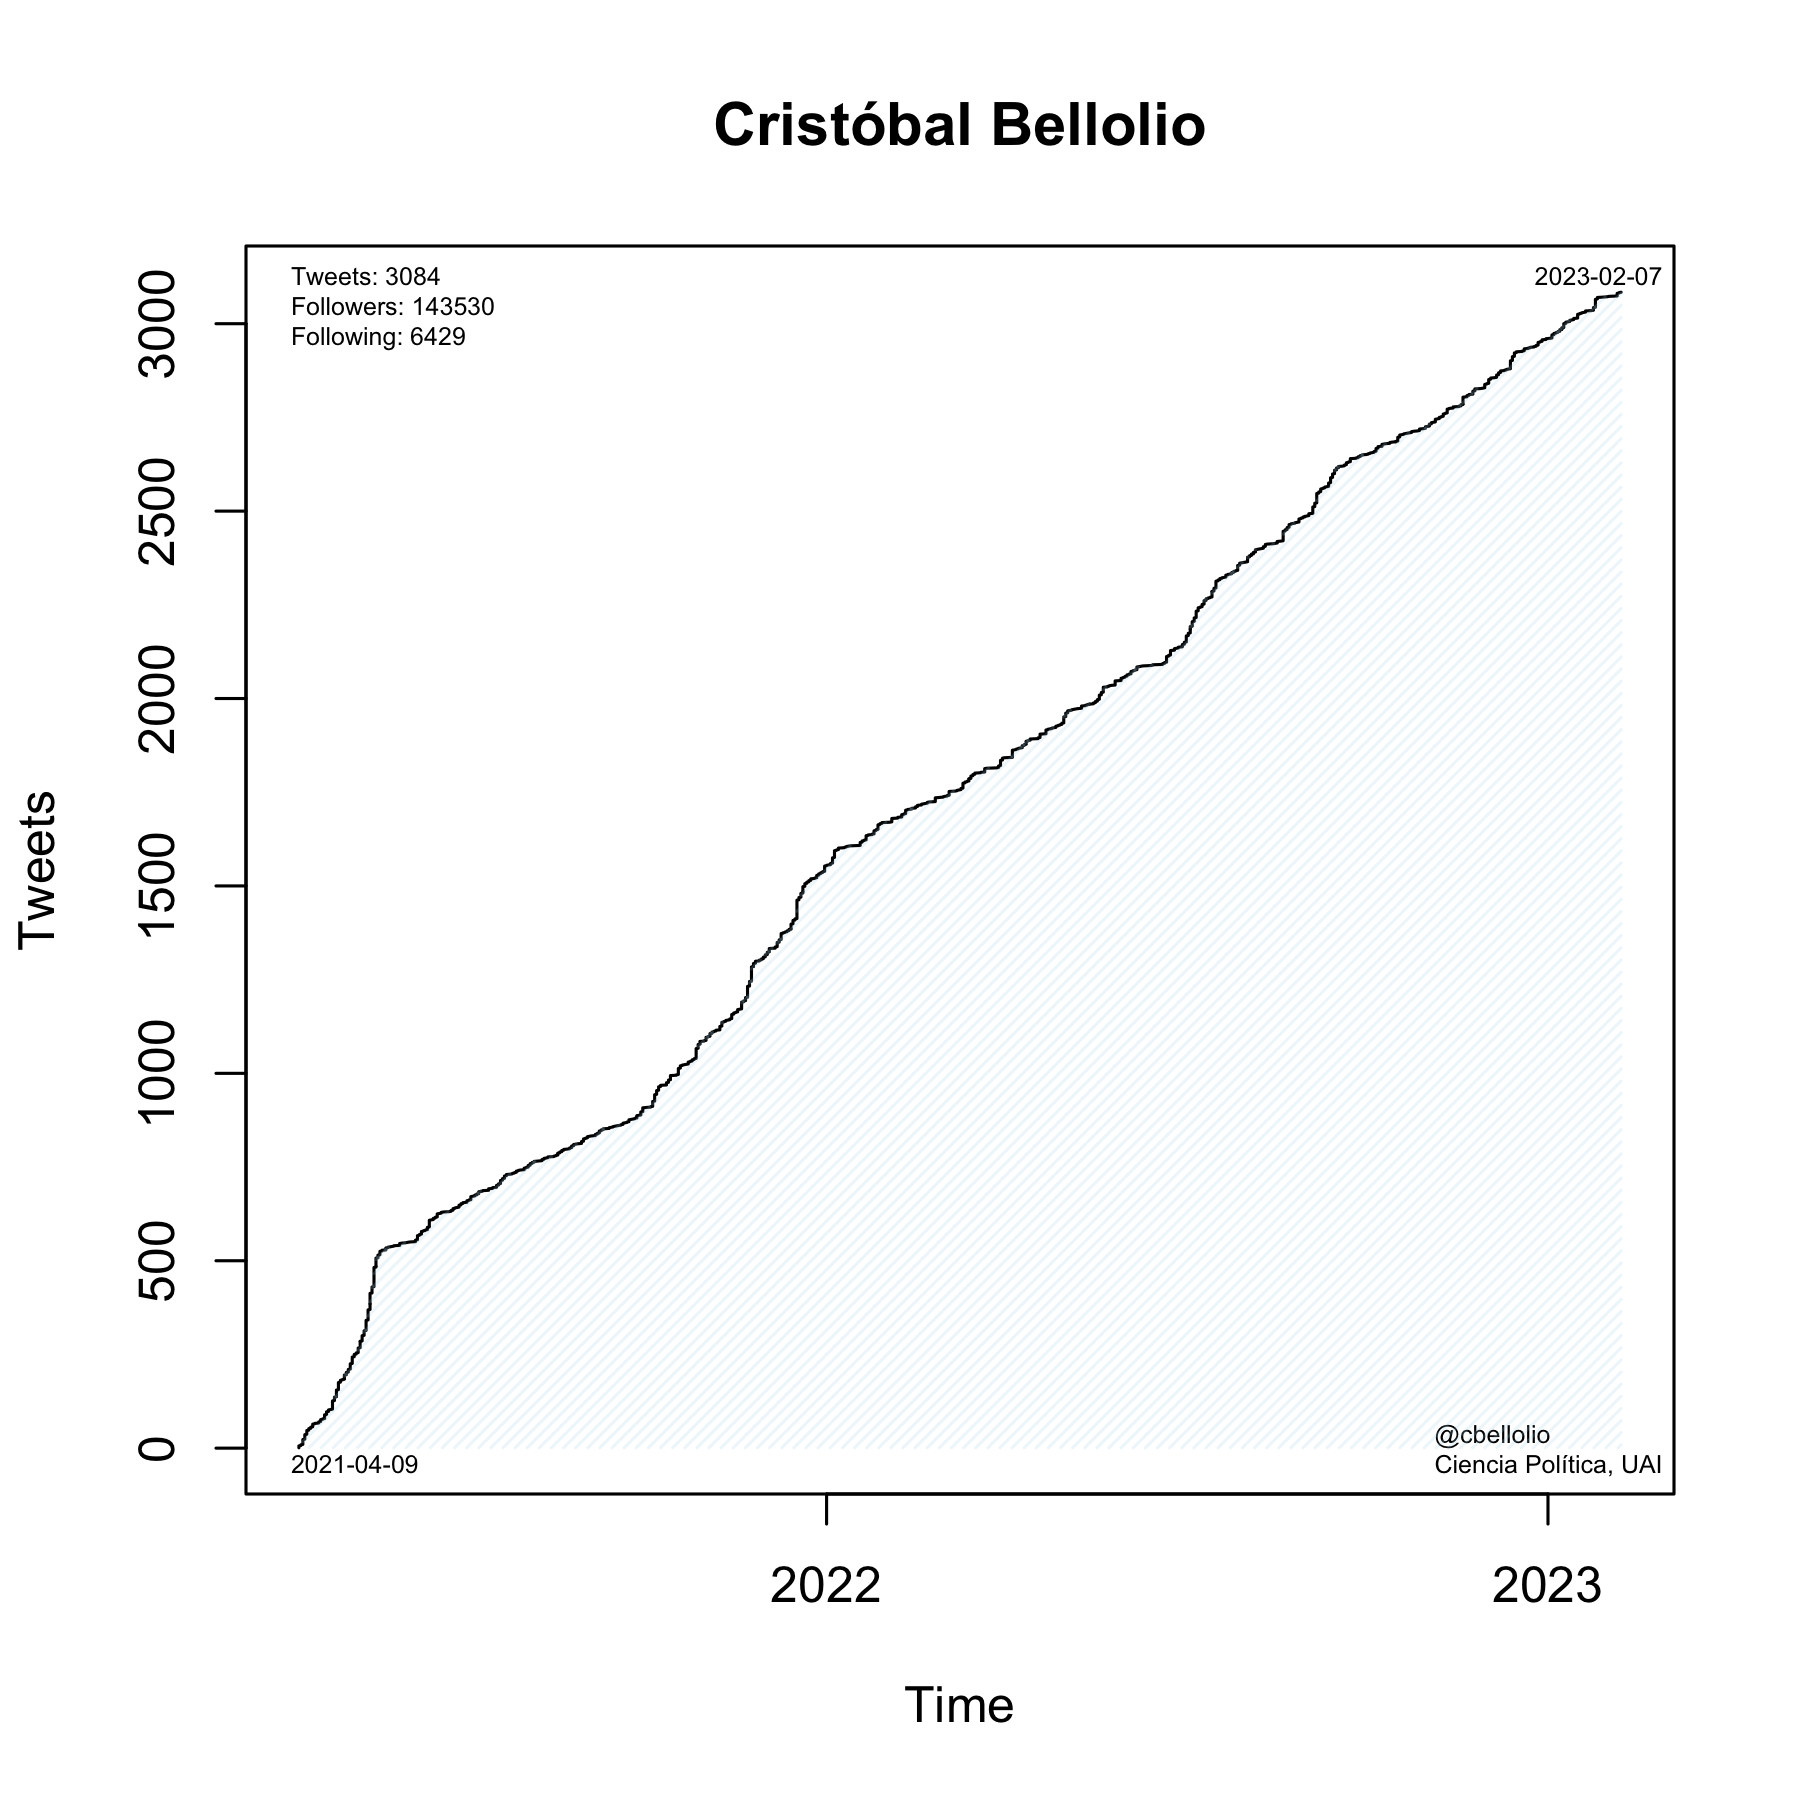 Cristóbal Bellolio
Tweets: 3084
Followers: 143530
Following: 6429
2023-02-07
3000
2500
2000
1500
1000
500
0
Tweets
2021-04-09
@cbellolio
Ciencia Política, UAI
2022
2023
Time